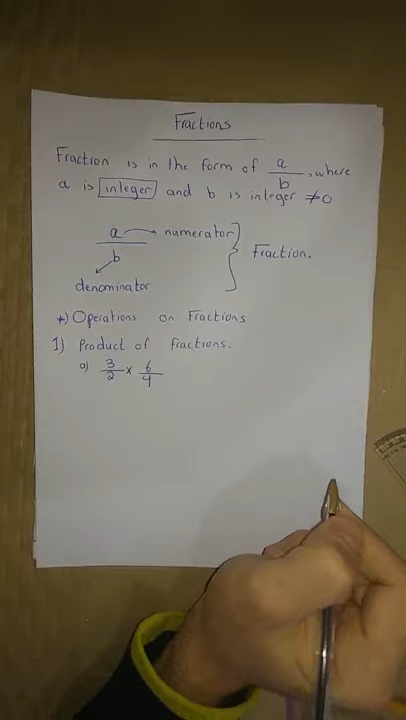 Fractions
Fraction is in the form of a/b, where
a is integer and b is integer ≠0
a → numerator
b
Fraction.
denominator
*) Operations on Fractions
1) Product of fractions.
a) 3/2 x 6/4